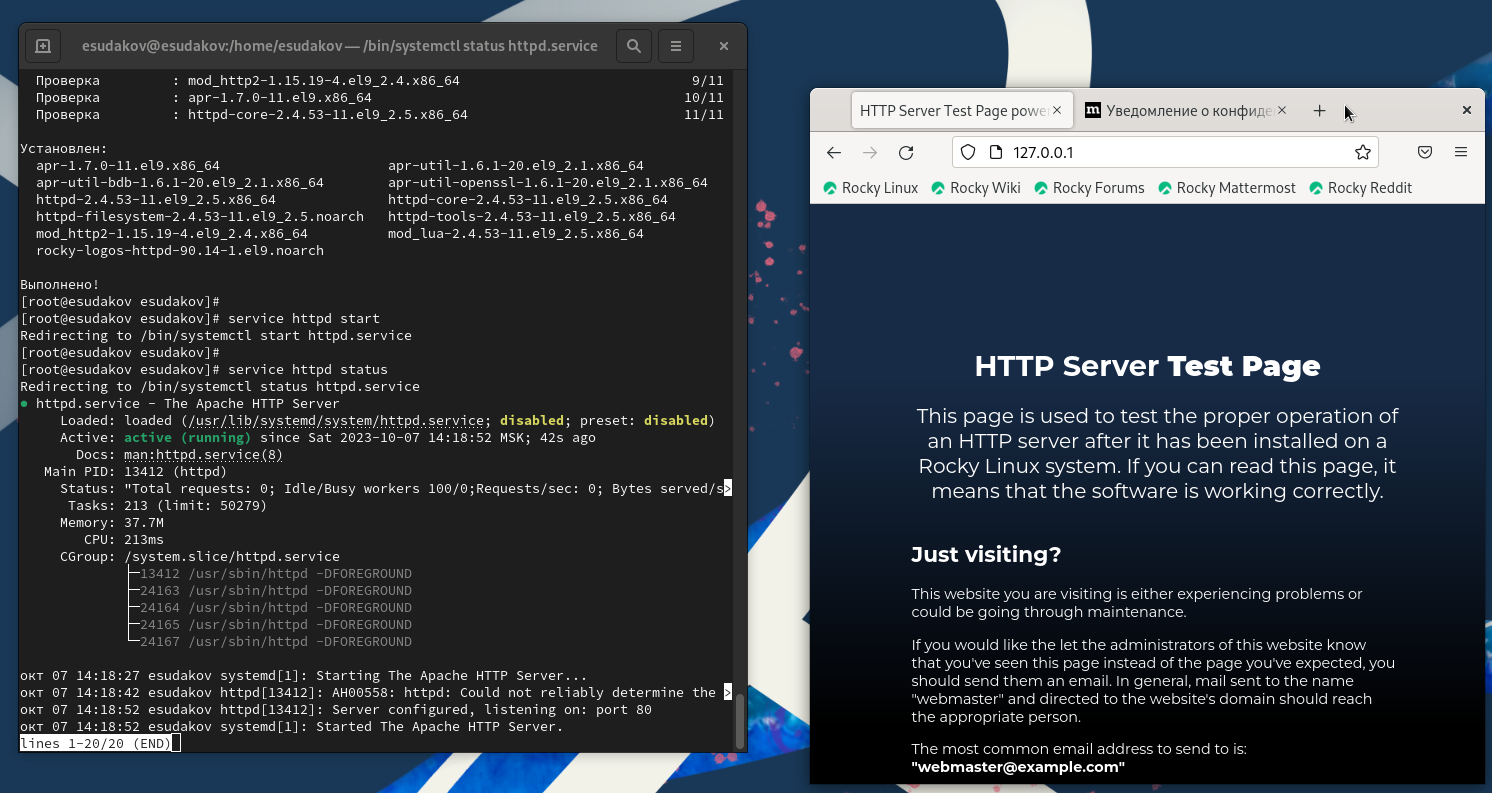 esudakov@esudakov:/home/esudakov — /bin/systemctl status httpd.service
Проверка : mod_http2-1.15.19-4.el9_2.4.x86_64 9/11
Проверка : apr-1.7.0-11.el9.x86_64 10/11
Проверка : httpd-core-2.4.53-11.el9_2.5.x86_64 11/11
Установлен:
apr-1.7.0-11.el9.x86_64 apr-util-1.6.1-20.el9_2.1.x86_64
apr-util-bdb-1.6.1-20.el9_2.1.x86_64 apr-util-openssl-1.6.1-20.el9_2.1.x86_64
httpd-2.4.53-11.el9_2.5.x86_64 httpd-core-2.4.53-11.el9_2.5.x86_64
httpd-filesystem-2.4.53-11.el9_2.5.noarch httpd-tools-2.4.53-11.el9_2.5.x86_64
mod_http2-1.15.19-4.el9_2.4.x86_64 mod_lua-2.4.53-11.el9_2.5.x86_64
rocky-logos-httpd-90.14-1.el9.noarch
Выполнено!
[root@esudakov esudakov]#
[root@esudakov esudakov]# service httpd start
Redirecting to /bin/systemctl start httpd.service
[root@esudakov esudakov]#
[root@esudakov esudakov]# service httpd status
Redirecting to /bin/systemctl status httpd.service
● httpd.service - The Apache HTTP Server
Loaded: loaded (/usr/lib/systemd/system/httpd.service; disabled; preset: disabled)
Active: active (running) since Sat 2023-10-07 14:18:52 MSK; 42s ago
Docs: man:httpd.service(8)
Main PID: 13412 (httpd)
Status: "Total requests: 0; Idle/Busy workers 100/0;Requests/sec: 0; Bytes served/s>
Tasks: 213 (limit: 50279)
Memory: 37.7M
CPU: 213ms
CGroup: /system.slice/httpd.service
├─13412 /usr/sbin/httpd -DFOREGROUND
├─24163 /usr/sbin/httpd -DFOREGROUND
├─24164 /usr/sbin/httpd -DFOREGROUND
├─24165 /usr/sbin/httpd -DFOREGROUND
└─24167 /usr/sbin/httpd -DFOREGROUND
окт 07 14:18:27 esudakov systemd[1]: Starting The Apache HTTP Server...
окт 07 14:18:42 esudakov httpd[13412]: AH00558: httpd: Could not reliably determine the >
окт 07 14:18:52 esudakov httpd[13412]: Server configured, listening on: port 80
окт 07 14:18:52 esudakov systemd[1]: Started The Apache HTTP Server.
lines 1-20/20 (END)
HTTP Server Test Page powe
m Уведомление о конфиде
127.0.0.1
Rocky Linux Rocky Wiki Rocky Forums Rocky Mattermost Rocky Reddit
HTTP Server Test Page
This page is used to test the proper operation of
an HTTP server after it has been installed on a
Rocky Linux system. If you can read this page, it
means that the software is working correctly.
Just visiting?
This website you are visiting is either experiencing problems or
could be going through maintenance.
If you would like the let the administrators of this website know
that you've seen this page instead of the page you've expected, you
should send them an email. In general, mail sent to the name
"webmaster" and directed to the website's domain should reach
the appropriate person.
The most common email address to send to is:
"webmaster@example.com"